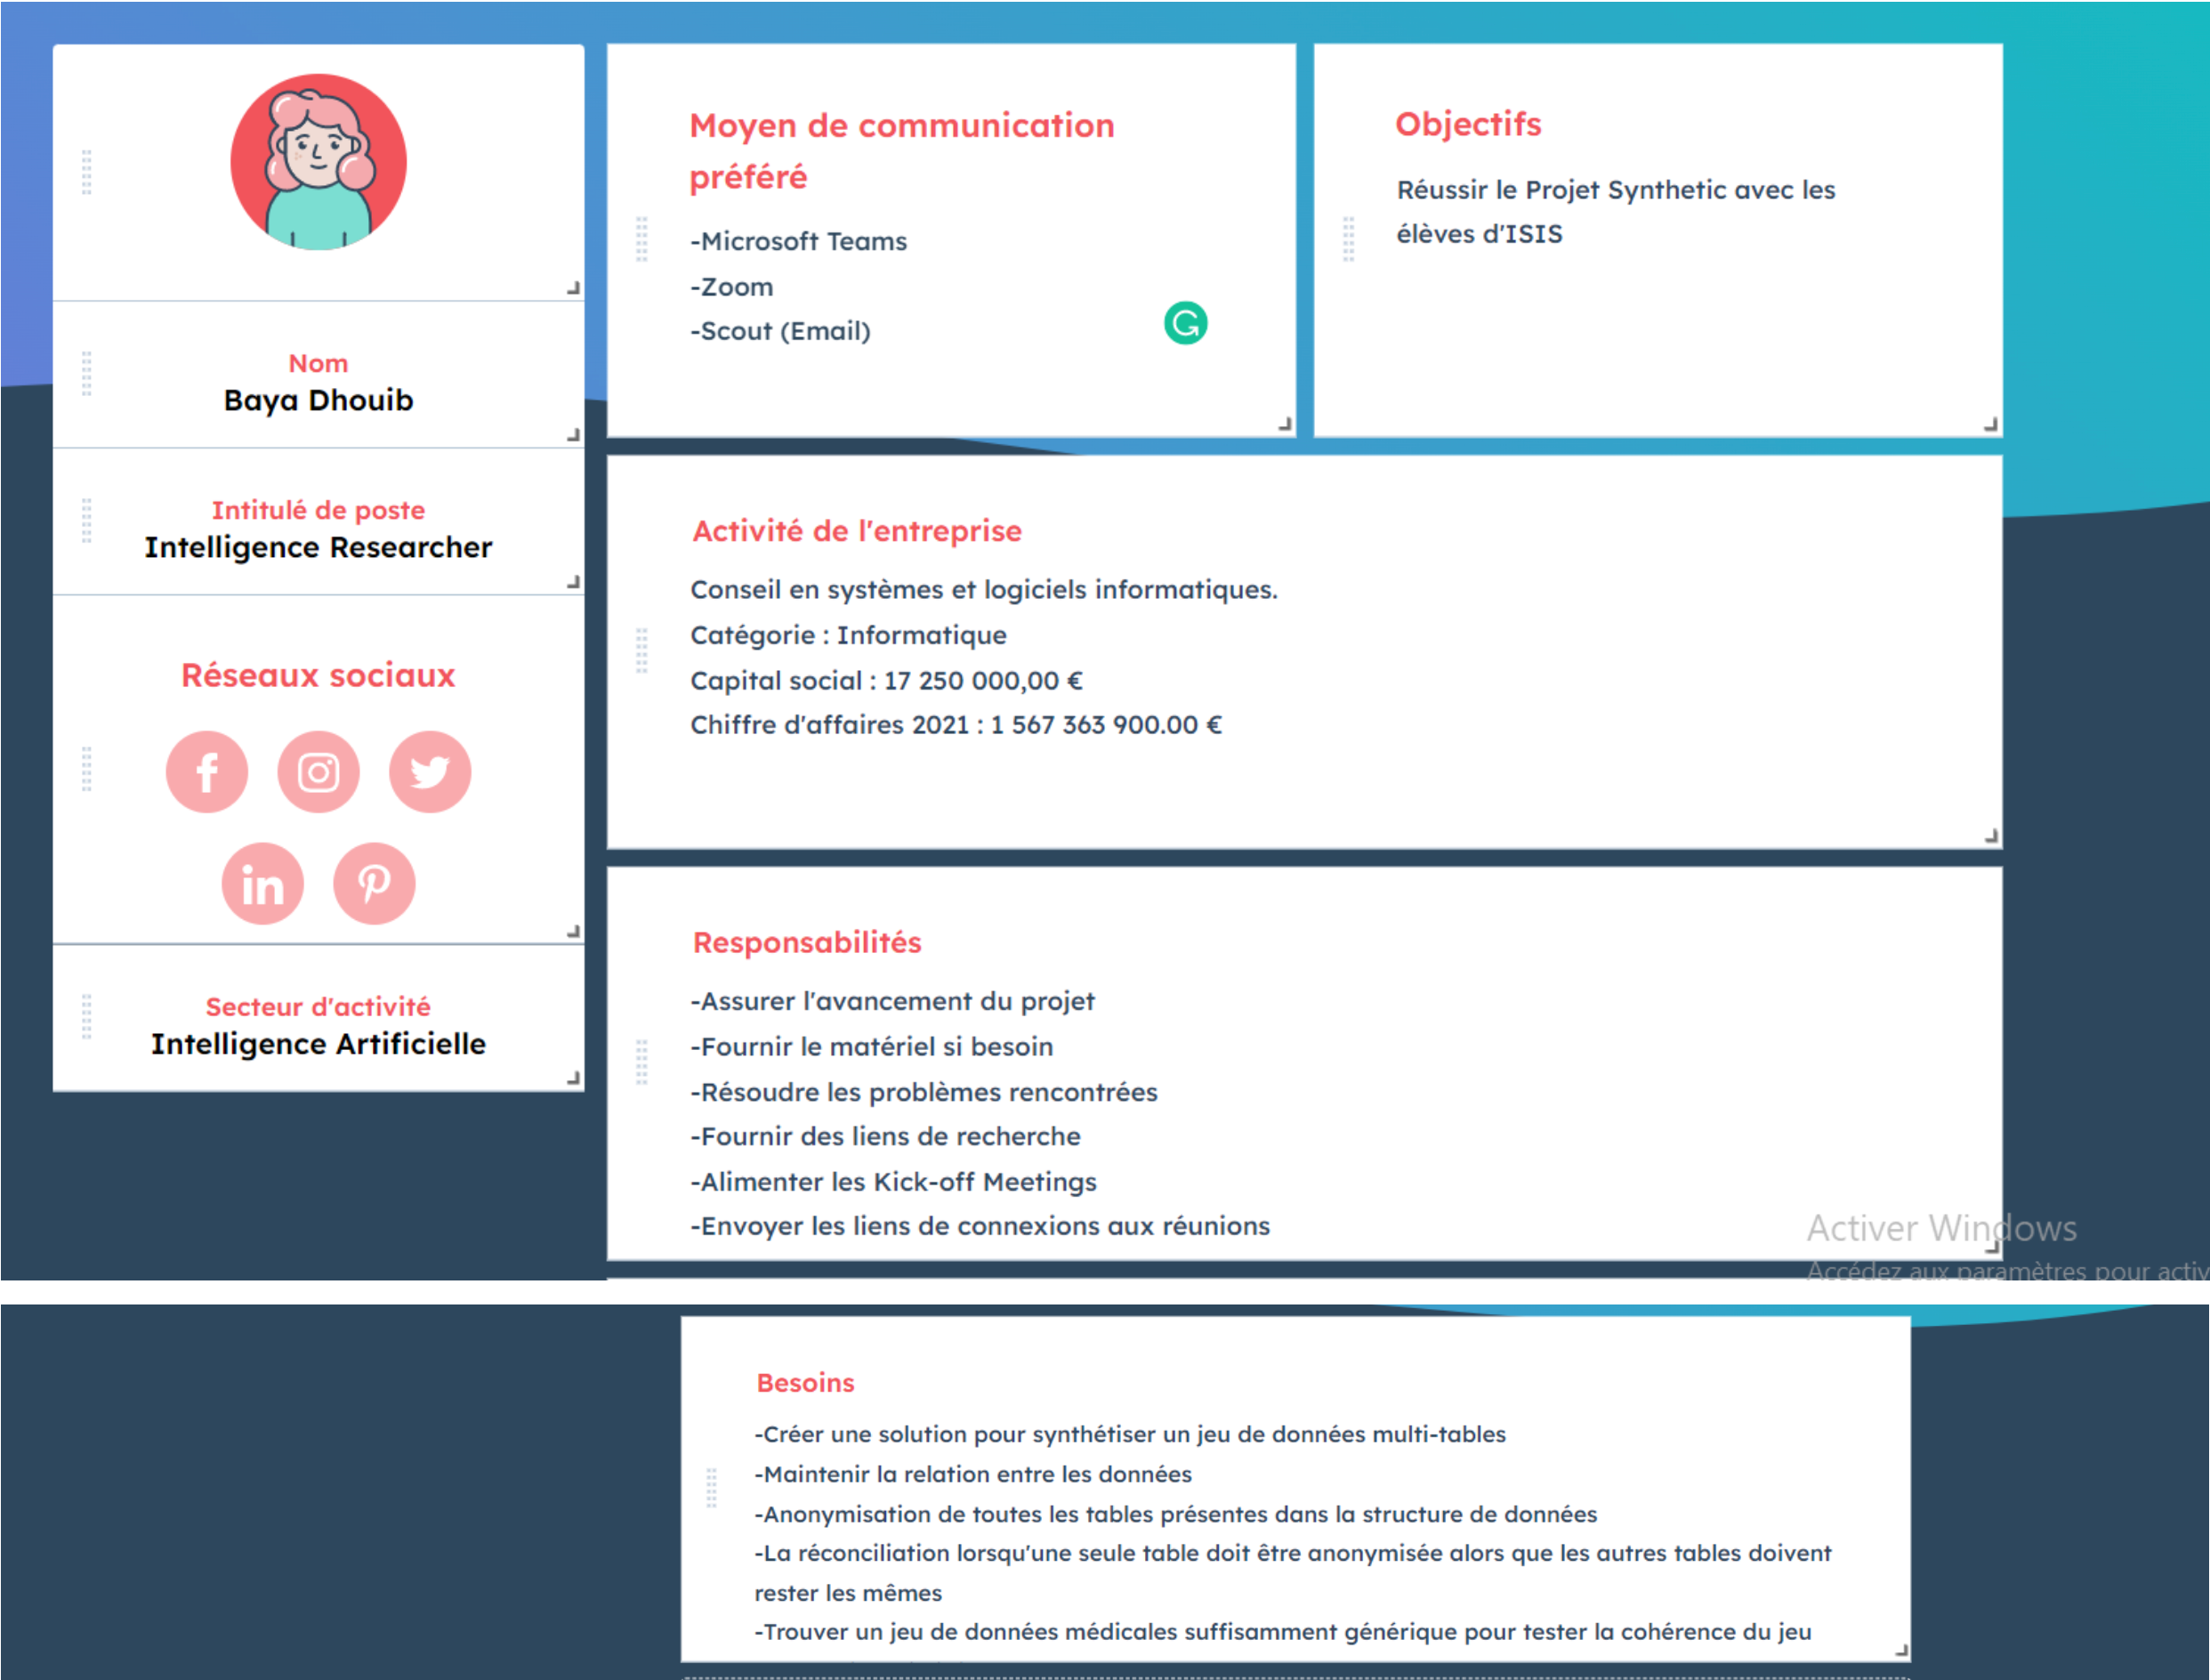 Nom
Baya Dhouib
Intitulé de poste
Intelligence Researcher
Réseaux sociaux
f
in
Secteur d'activité
Intelligence Artificielle
Moyen de communication
préféré
-Microsoft Teams
-Zoom
-Scout (Email)
Objectifs
Réussir le Projet Synthetic avec les
élèves d'ISIS
Activité de l'entreprise
Conseil en systèmes et logiciels informatiques.
Catégorie : Informatique
Capital social : 17 250 000,00 €
Chiffre d'affaires 2021 : 1 567 363 900.00 €
Responsabilités
-Assurer l'avancement du projet
-Fournir le matériel si besoin
-Résoudre les problèmes rencontrées
-Fournir des liens de recherche
-Alimenter les Kick-off Meetings
-Envoyer les liens de connexions aux réunions
Activer Windows
Accédez aux paramètres pour activ
Besoins
-Créer une solution pour synthétiser un jeu de données multi-tables
-Maintenir la relation entre les données
-Anonymisation de toutes les tables présentes dans la structure de données
-La réconciliation lorsqu'une seule table doit être anonymisée alors que les autres tables doivent
rester les mêmes
-Trouver un jeu de données médicales suffisamment générique pour tester la cohérence du jeu